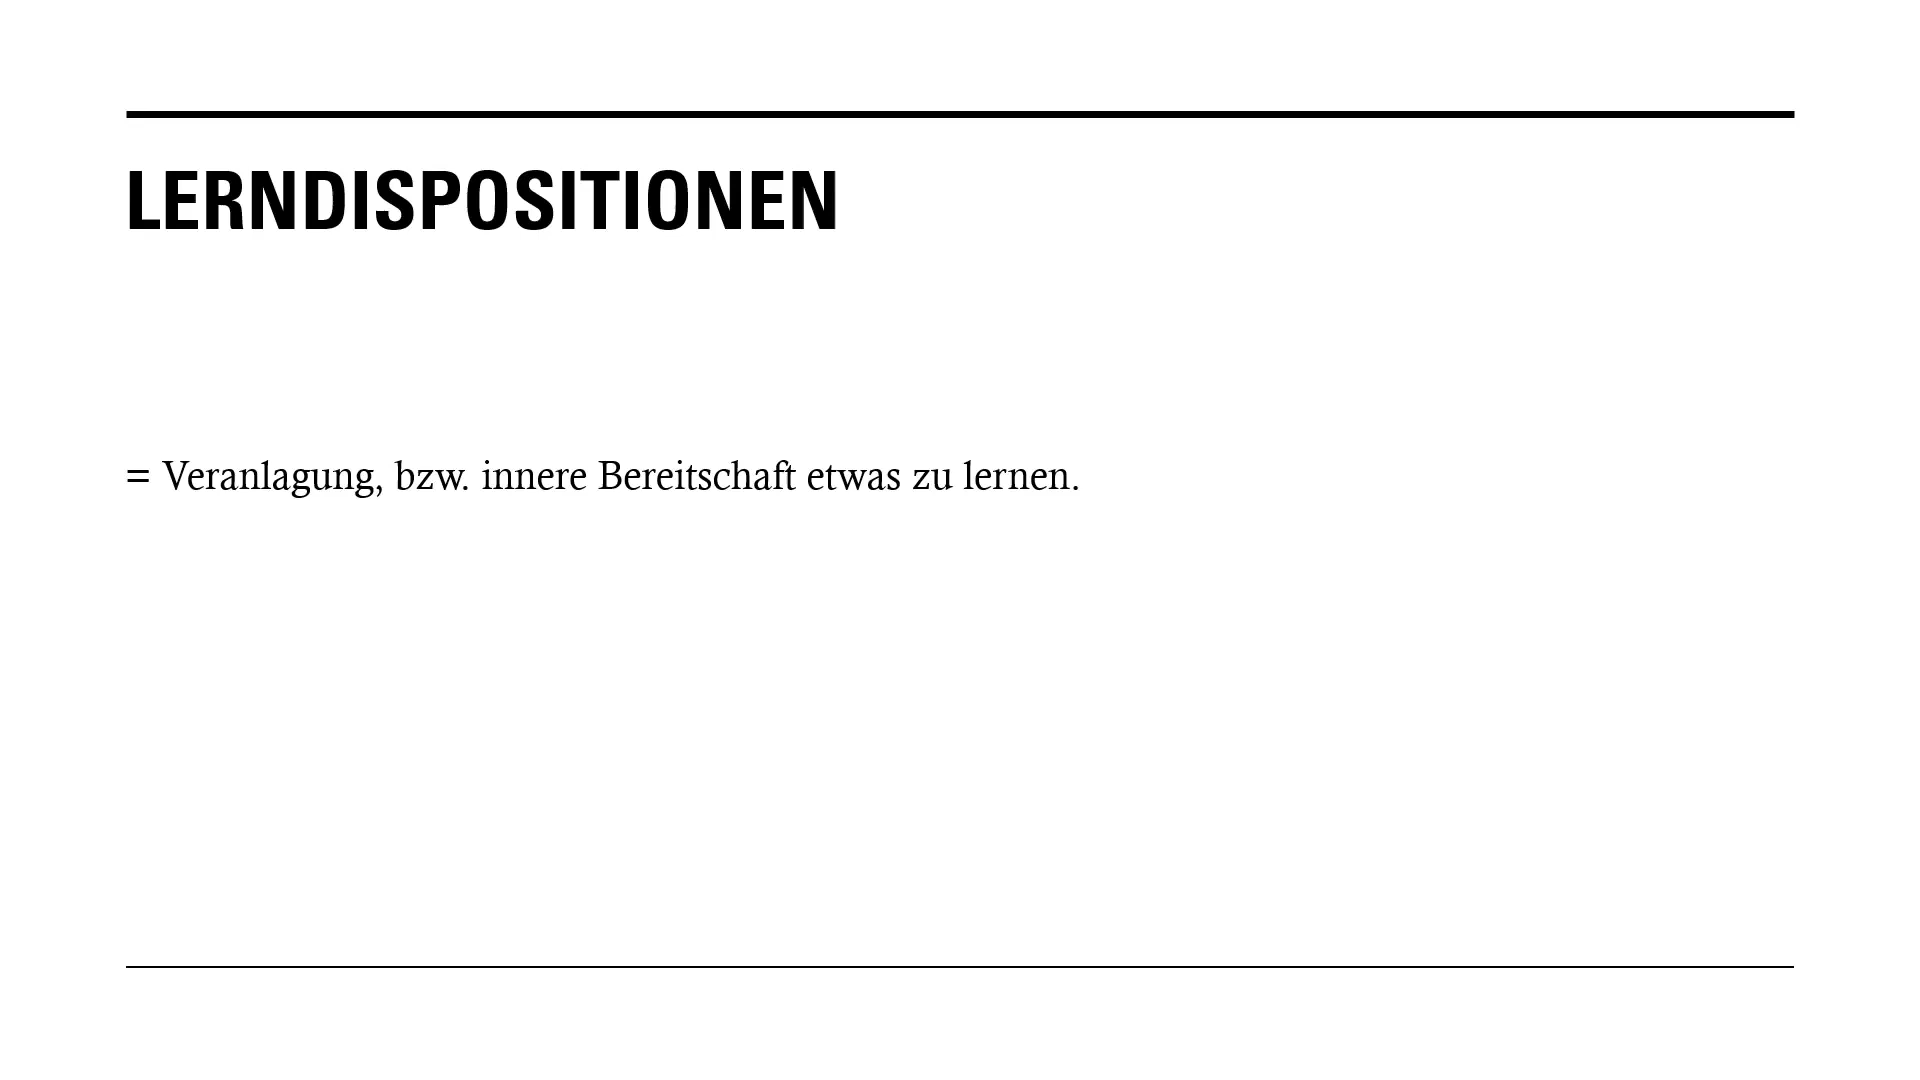 LERNDISPOSITIONEN
= Veranlagung, bzw. innere Bereitschaft etwas zu lernen.